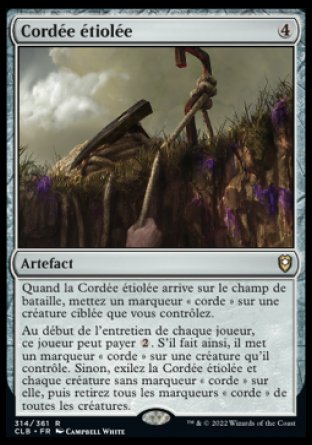 Cordée étiolée 4
Artefact
Quand la Cordée étiolée arrive sur le champ de
bataille, mettez un marqueur « corde » sur une
créature ciblée que vous contrôlez.
Au début de l'entretien de chaque joueur,
ce joueur peut payer 2. S'il fait ainsi, il met
un marqueur « corde » sur une créature qu'il
contrôle. Sinon, exilez la Cordée étiolée et
chaque créature sans marqueur « corde » sur
elle, puis retirez tous les marqueurs « corde » de
toutes les créatures.
314/361 R
CLB • FR Campbell White
™ & © 2022 Wizards of the Coast